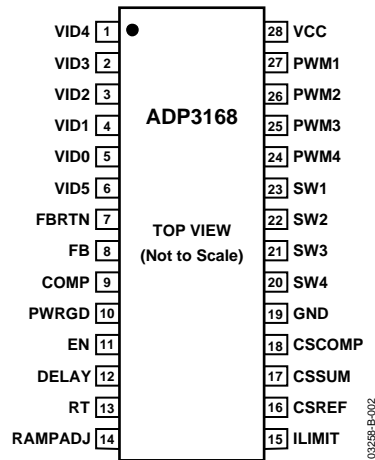 VID4 1 28 VCC
VID3 2 27 PWM1
VID2 3 26 PWM2
ADP3168
VID1 4 25 PWM3
VID0 5 24 PWM4
VID5 6 23 SW1
FBRTN 7 22 SW2
TOP VIEW
FB 8 21 SW3
(Not to Scale)
COMP 9 20 SW4
PWRGD 10 19 GND
EN 11 18 CSCOMP
DELAY 12 17 CSSUM
RT 13 16 CSREF
RAMPADJ 14 15 ILIMIT
03258-B-002